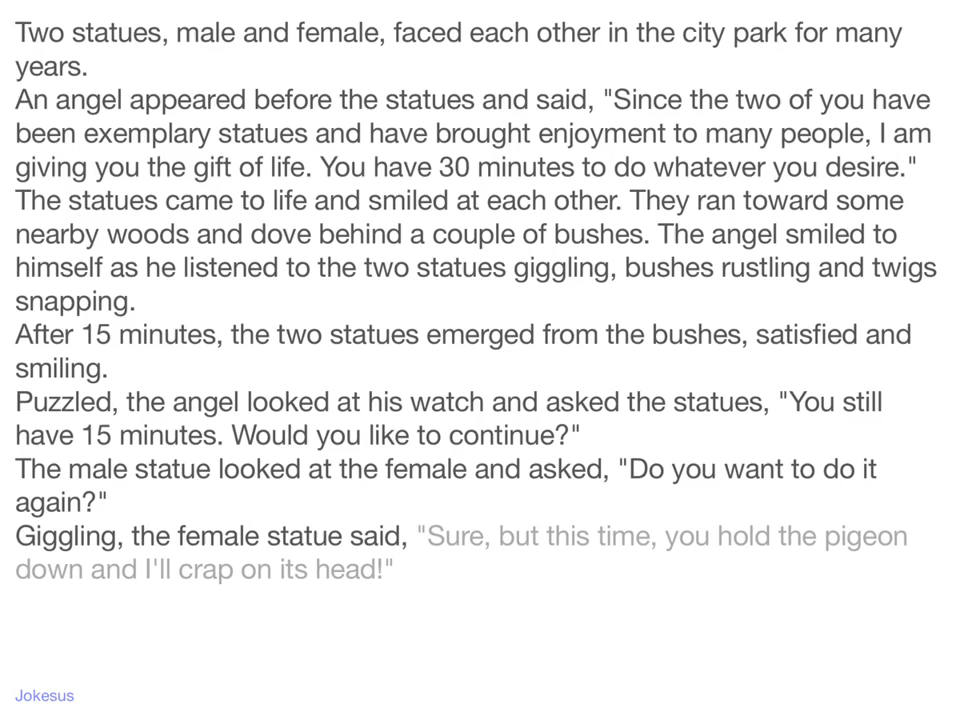 Two statues, male and female, faced each other in the city park for many
years.
An angel appeared before the statues and said, "Since the two of you have
been exemplary statues and have brought enjoyment to many people, I am
giving you the gift of life. You have 30 minutes to do whatever you desire."
The statues came to life and smiled at each other. They ran toward some
nearby woods and dove behind a couple of bushes. The angel smiled to
himself as he listened to the two statues giggling, bushes rustling and twigs
snapping.
After 15 minutes, the two statues emerged from the bushes, satisfied and
smiling.
Puzzled, the angel looked at his watch and asked the statues, "You still
have 15 minutes. Would you like to continue?"
The male statue looked at the female and asked, "Do you want to do it
again?"
Giggling, the female statue said, "Sure, but this time, you hold the pigeon
down and I'll crap on its head!"
Jokesus